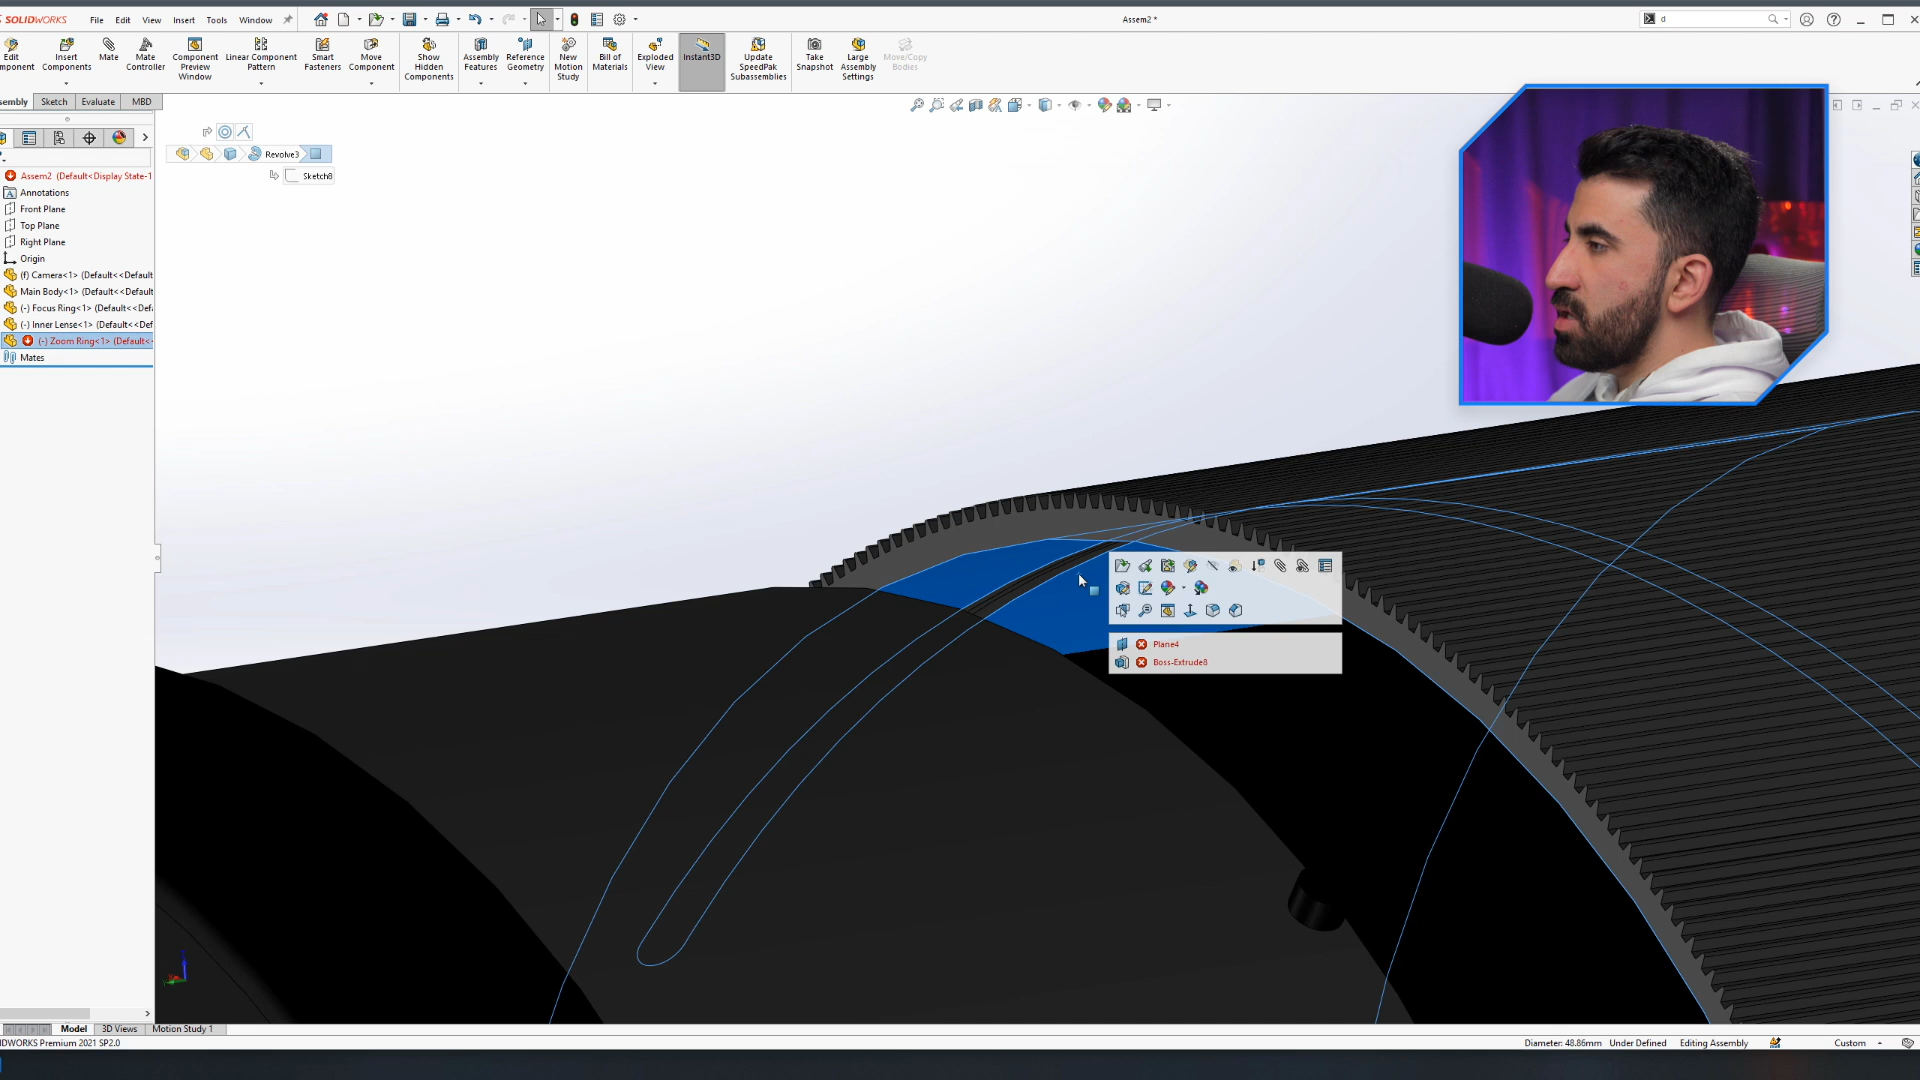 SOLIDWORKS
File
Edit
View
Insert
Tools
Window
Assem2 *
d
Edit
mponent
Insert
Components
Mate
Mate
Controller
Component
Preview
Window
Linear Component
Pattern
Smart
Fasteners
Move
Component
Show
Hidden
Components
Assembly
Features
Reference
Geometry
New
Motion
Study
Bill of
Materials
Exploded
View
Instant3D
Update
SpeedPak
Subassemblies
Take
Snapshot
Large
Assembly
Settings
Move/Copy
Bodies
sembly
Sketch
Evaluate
MBD
Revolve3
Sketch8
Assem2 (Default<Display State-1
Annotations
Front Plane
Top Plane
Right Plane
Origin
(f) Camera<1> (Default<<Default
Main Body<1> (Default<<Default
(-) Focus Ring<1> (Default<<Defa
(-) Inner Lense<1> (Default<<Def
(-) Zoom Ring<1> (Default<<
Mates
Plane4
Boss-Extrude8
Model
3D Views
Motion Study 1
IDWORKS Premium 2021 SP2.0
Diameter: 48.86mm
Under Defined
Editing Assembly
Custom